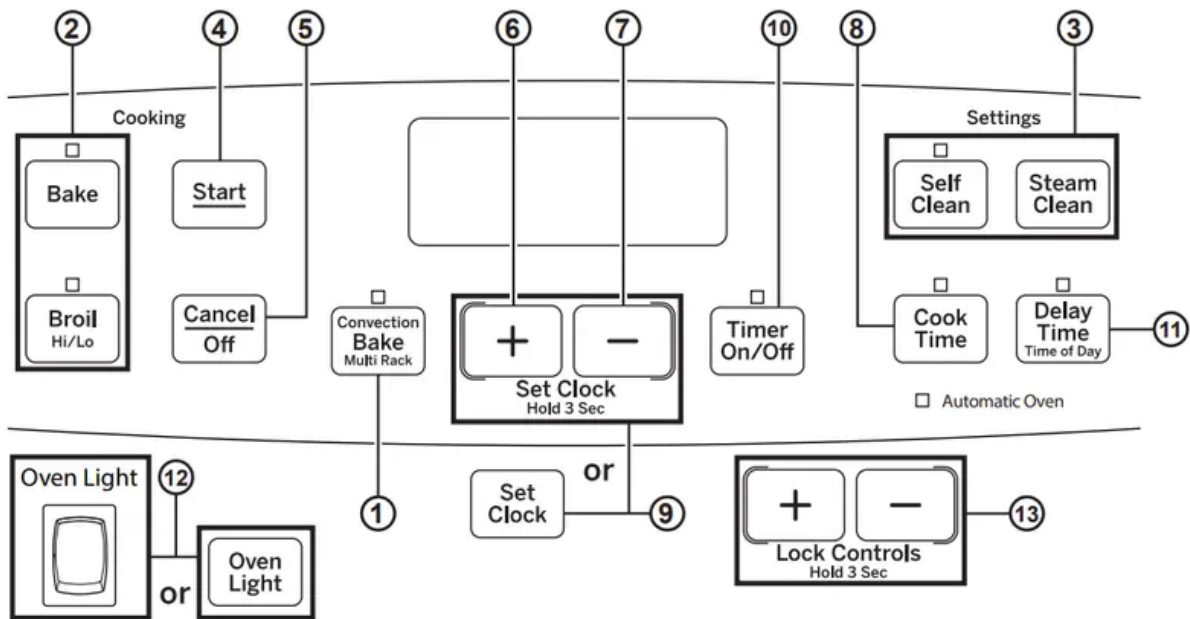 2
4
5
6
7
10
8
3
Cooking
Settings
Bake
Start
Self
Clean
Steam
Clean
Broil
Hi/Lo
Cancel
Off
Convection
Bake
Multi Rack
+
−
Set Clock
Hold 3 Sec
Timer
On/Off
Cook
Time
Delay
Time
Time of Day
11
Automatic Oven
Oven Light
12
or
Oven
Light
1
Set
Clock
or
9
+
−
Lock Controls
Hold 3 Sec
13